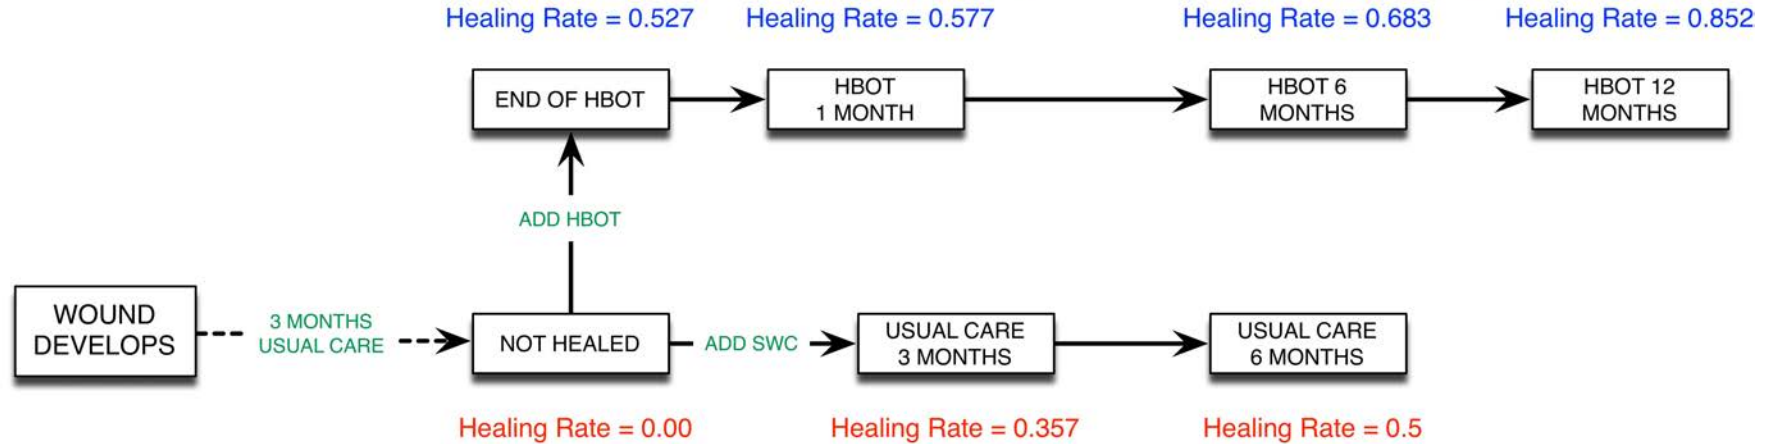 Healing Rate = 0.527
Healing Rate = 0.577
Healing Rate = 0.683
Healing Rate = 0.852
END OF HBOT
HBOT
1 MONTH
HBOT 6
MONTHS
HBOT 12
MONTHS
ADD HBOT
WOUND
DEVELOPS
3 MONTHS
USUAL CARE
NOT HEALED
ADD SWC
USUAL CARE
3 MONTHS
USUAL CARE
6 MONTHS
Healing Rate = 0.00
Healing Rate = 0.357
Healing Rate = 0.5